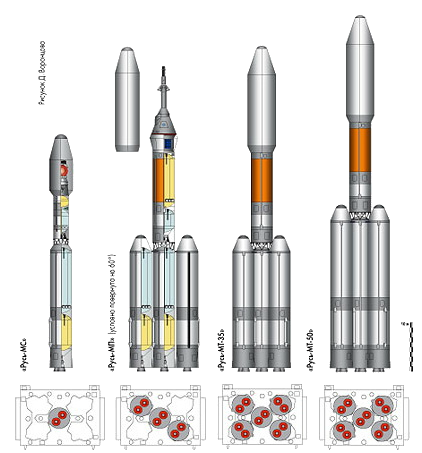 Рисунок Д. Воронцова
«Русь-МС»
«Русь-МП» (условно повернуто на 60°)
«Русь-МТ-35»
«Русь-МТ-50»